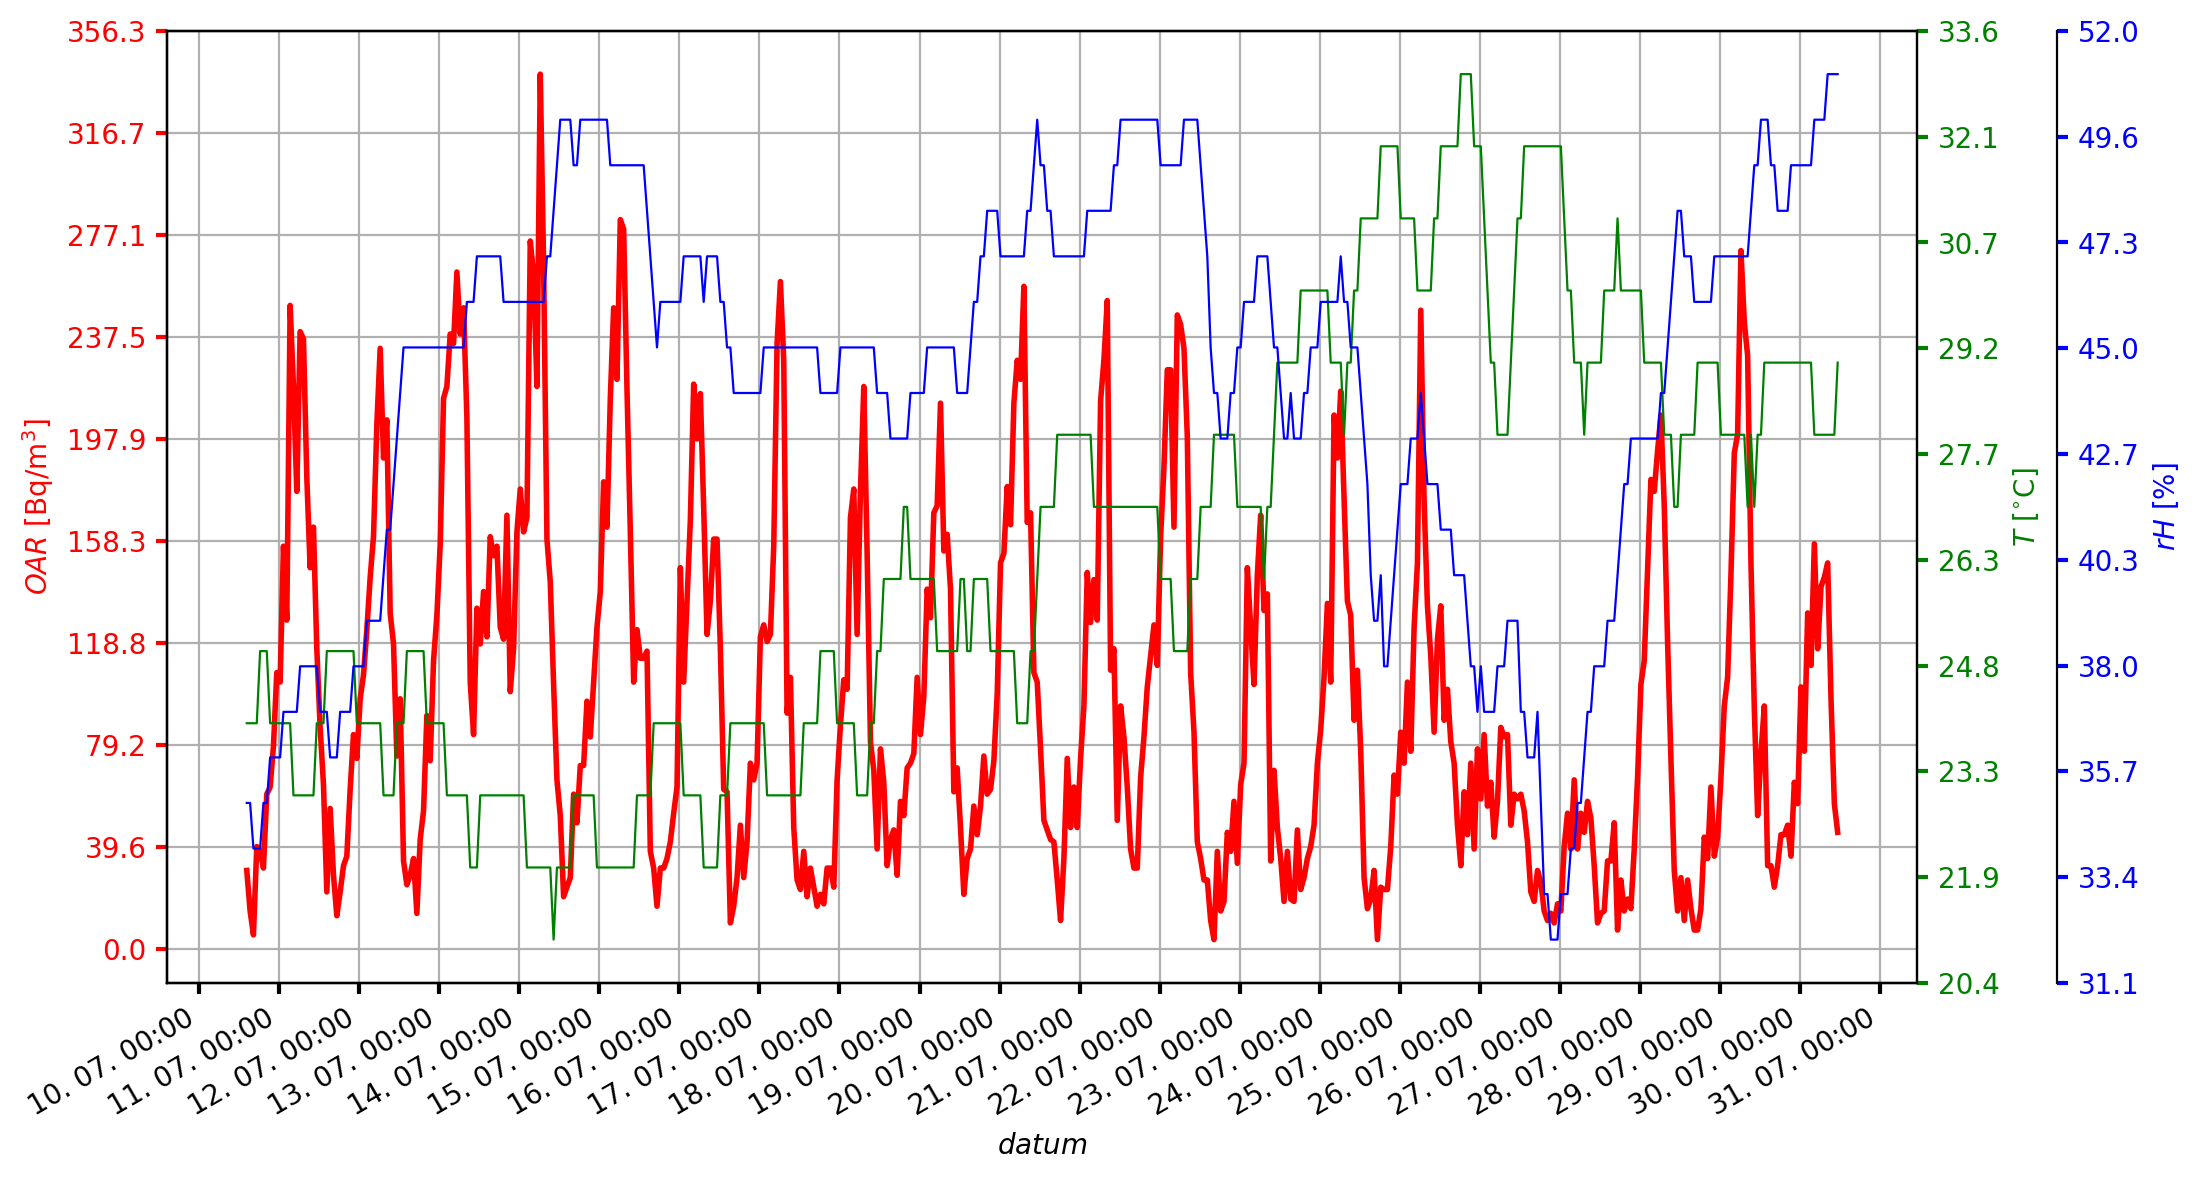 356.3
316.7
277.1
237.5
197.9
158.3
118.8
79.2
39.6
0.0
OAR [Bq/m³]
33.6
32.1
30.7
29.2
27.7
26.3
24.8
23.3
21.9
20.4
T [°C]
52.0
49.6
47.3
45.0
42.7
40.3
38.0
35.7
33.4
31.1
rH [%]
10. 07. 00:00
11. 07. 00:00
12. 07. 00:00
13. 07. 00:00
14. 07. 00:00
15. 07. 00:00
16. 07. 00:00
17. 07. 00:00
18. 07. 00:00
19. 07. 00:00
20. 07. 00:00
21. 07. 00:00
22. 07. 00:00
23. 07. 00:00
24. 07. 00:00
25. 07. 00:00
26. 07. 00:00
27. 07. 00:00
28. 07. 00:00
29. 07. 00:00
30. 07. 00:00
31. 07. 00:00
datum